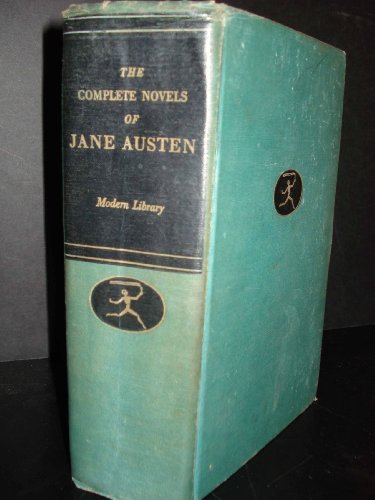 THE
COMPLETE NOVELS
OF
JANE AUSTEN
Modern Library